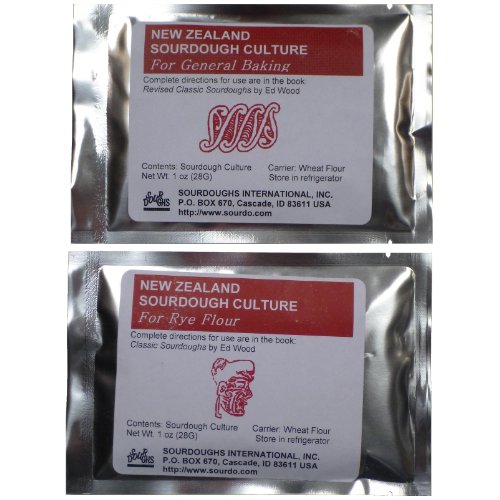 NEW ZEALAND
SOURDOUGH CULTURE
For General Baking
Complete directions for use are in the book:
Revised Classic Sourdoughs by Ed Wood
Contents: Sourdough Culture Carrier: Wheat Flour
Net Wt. 1 oz (28G) Store in refrigerator
SOURDOUGHS INTERNATIONAL, INC.
P.O. BOX 670, Cascade, ID 83611 USA
http://www.sourdo.com
SOUR
DOUGHS
NEW ZEALAND
SOURDOUGH CULTURE
For Rye Flour
Complete directions for use are in the book:
Classic Sourdoughs by Ed Wood
Contents: Sourdough Culture Carrier: Wheat Flour
Net Wt. 1 oz (28G) Store in refrigerator
SOURDOUGHS INTERNATIONAL, INC.
P.O. BOX 670, Cascade, ID 83611 USA
http://www.sourdo.com
SOUR
DOUGHS